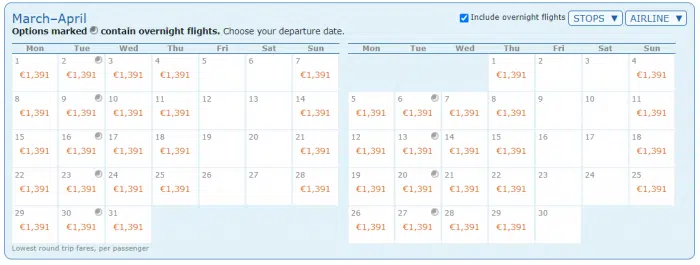 March–April
Include overnight flights STOPS ▼ AIRLINE ▼
Options marked contain overnight flights. Choose your departure date.
Mon Tue Wed Thu Fri Sat Sun Mon Tue Wed Thu Fri Sat Sun
1 2 3 4 5 6 7 1 2 3 4
€1,391 €1,391 €1,391 €1,391 €1,391 €1,391 €1,391
8 9 10 11 12 13 14 5 6 7 8 9 10 11
€1,391 €1,391 €1,391 €1,391 €1,391 €1,391 €1,391 €1,391 €1,391 €1,391
15 16 17 18 19 20 21 12 13 14 15 16 17 18
€1,391 €1,391 €1,391 €1,391 €1,391 €1,391 €1,391 €1,391 €1,391 €1,391
22 23 24 25 26 27 28 19 20 21 22 23 24 25
€1,391 €1,391 €1,391 €1,391 €1,391 €1,391 €1,391 €1,391 €1,391 €1,391
29 30 31 26 27 28 29 30
€1,391 €1,391 €1,391 €1,391 €1,391 €1,391 €1,391
Lowest round trip fares, per passenger